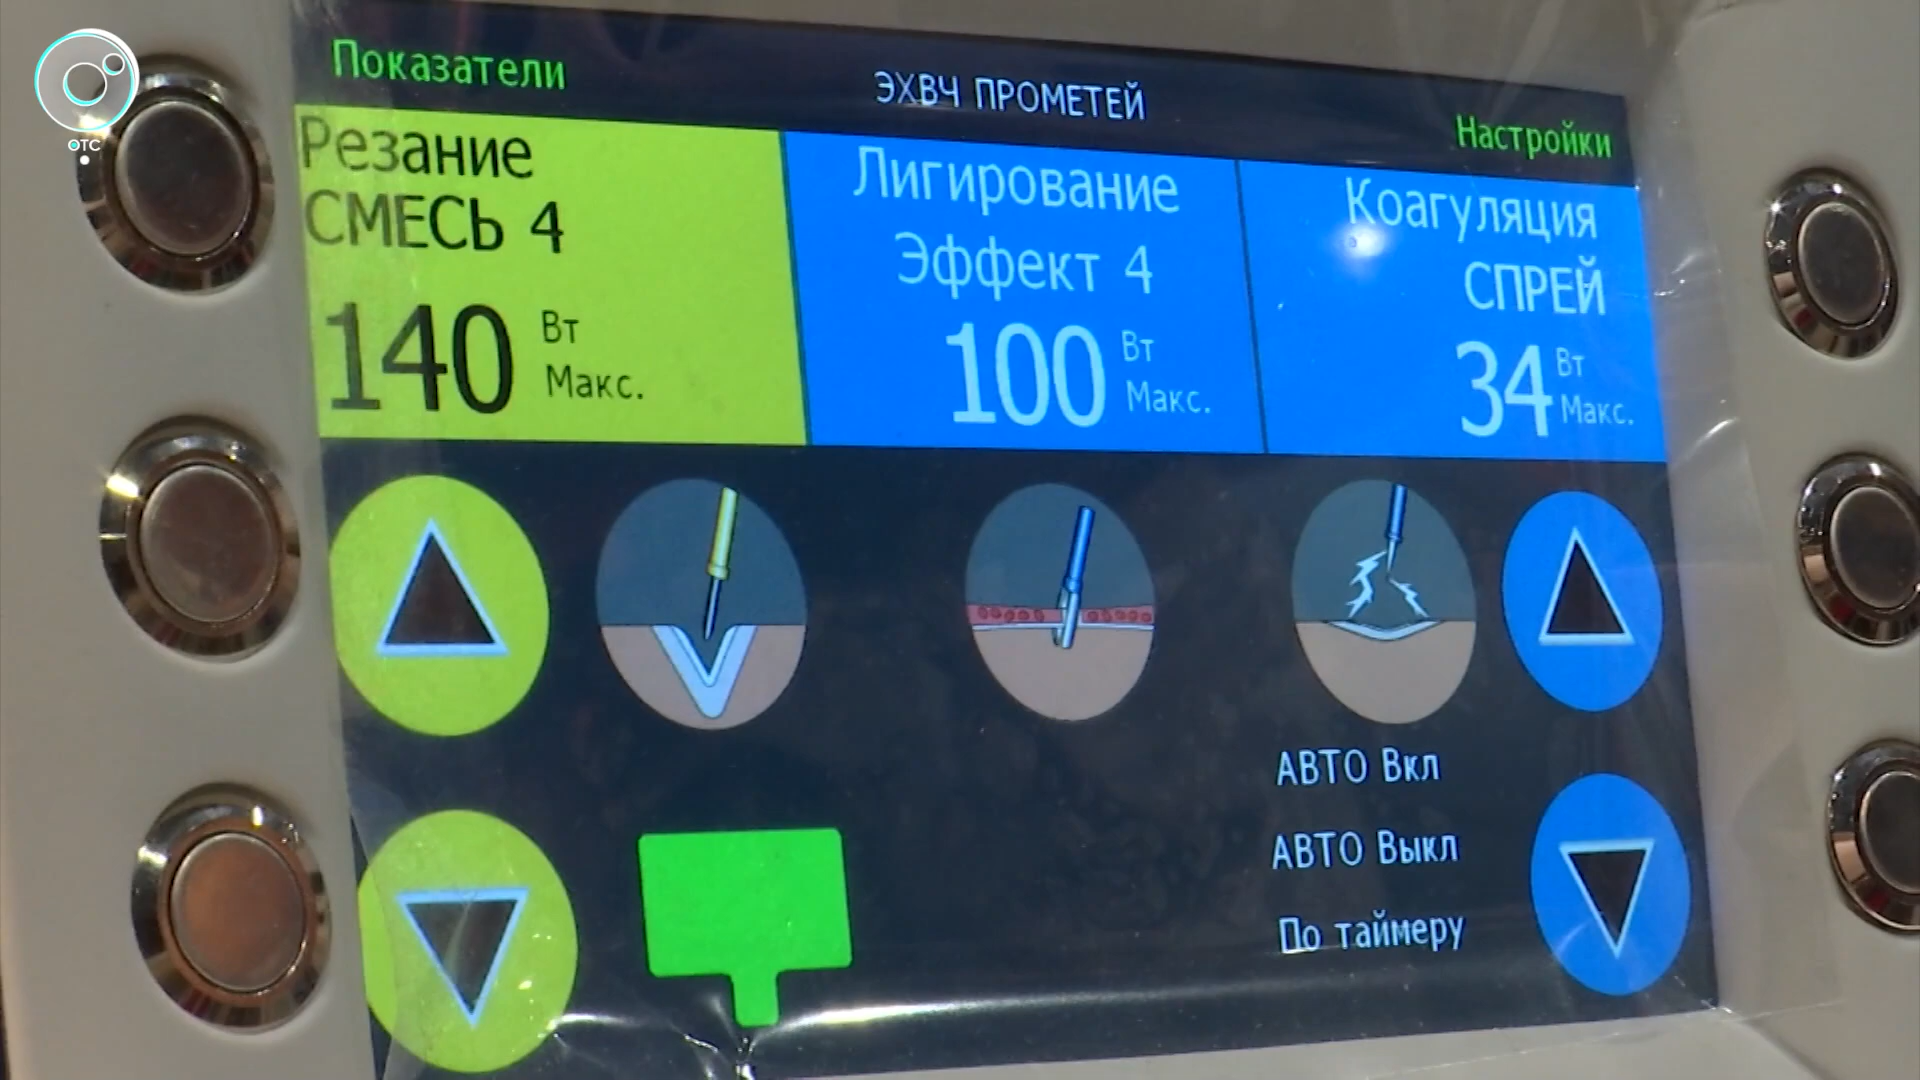 ОТС
Показатели
ЭХВЧ ПРОМЕТЕЙ
Настройки
Резание
СМЕСЬ 4
140 Вт
Макс.
Лигирование
Эффект 4
100 Вт
Макс.
Коагуляция
СПРЕЙ
34 Вт
Макс.
АВТО Вкл
АВТО Выкл
По таймеру